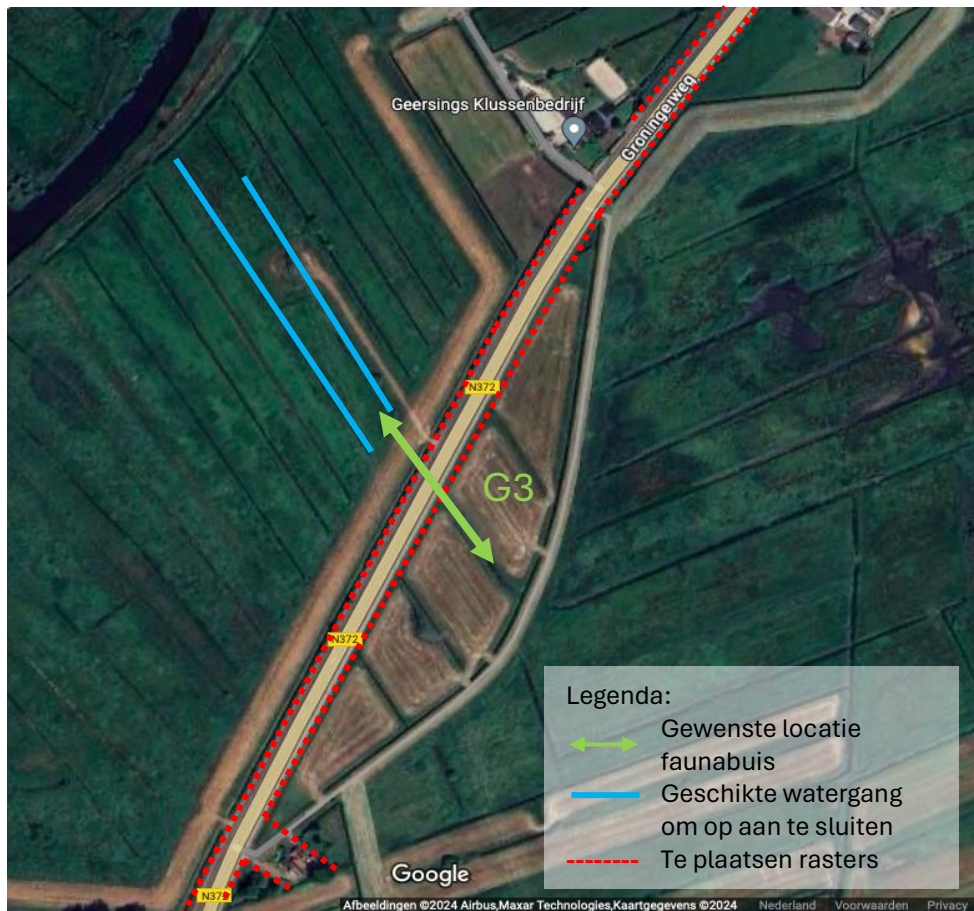 Geersings Klussenbedrijf
Groningerweg
N372
G3
N372
N372
Legenda:
Gewenste locatie
faunabuis
Geschikte watergang
om op aan te sluiten
Te plaatsen rasters
Google
Afbeeldingen ©2024 Airbus,Maxar Technologies,Kaartgegevens ©2024 Nederland Voorwaarden Privacy